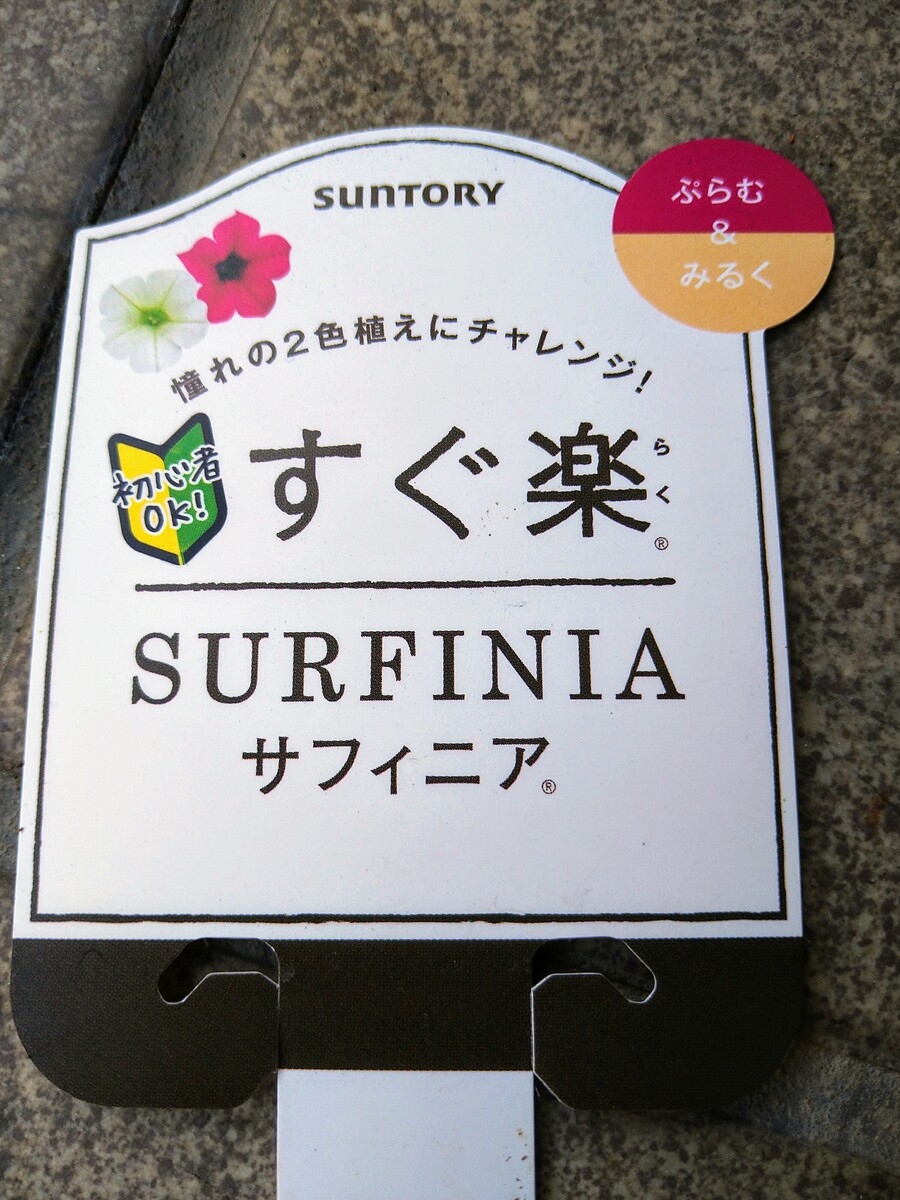 SUNTORY
ぷらむ
&
みるく
憧れの2色植えにチャレンジ!
初心者
OK!
すぐ楽®
らく
SURFINIA
サフィニア®